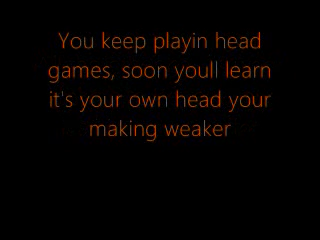 You keep playin head
games, soon youll learn
it's your own head your
making weaker